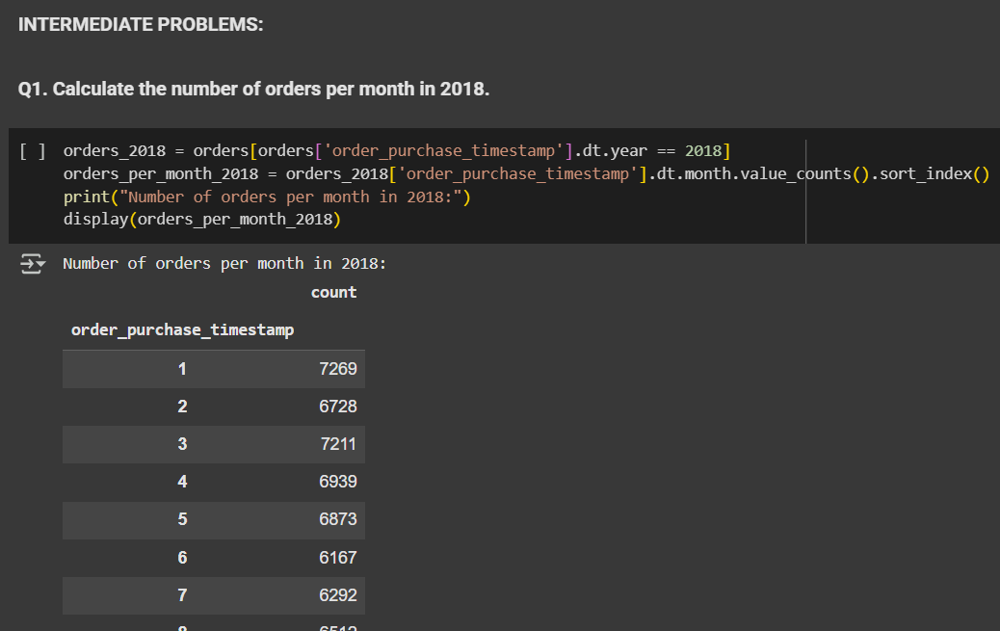 INTERMEDIATE PROBLEMS:
Q1. Calculate the number of orders per month in 2018.
[ ] orders_2018 = orders[orders['order_purchase_timestamp'].dt.year == 2018]
orders_per_month_2018 = orders_2018['order_purchase_timestamp'].dt.month.value_counts().sort_index()
print("Number of orders per month in 2018:")
display(orders_per_month_2018)
Number of orders per month in 2018:
count
order_purchase_timestamp
1 7269
2 6728
3 7211
4 6939
5 6873
6 6167
7 6292
8 6512